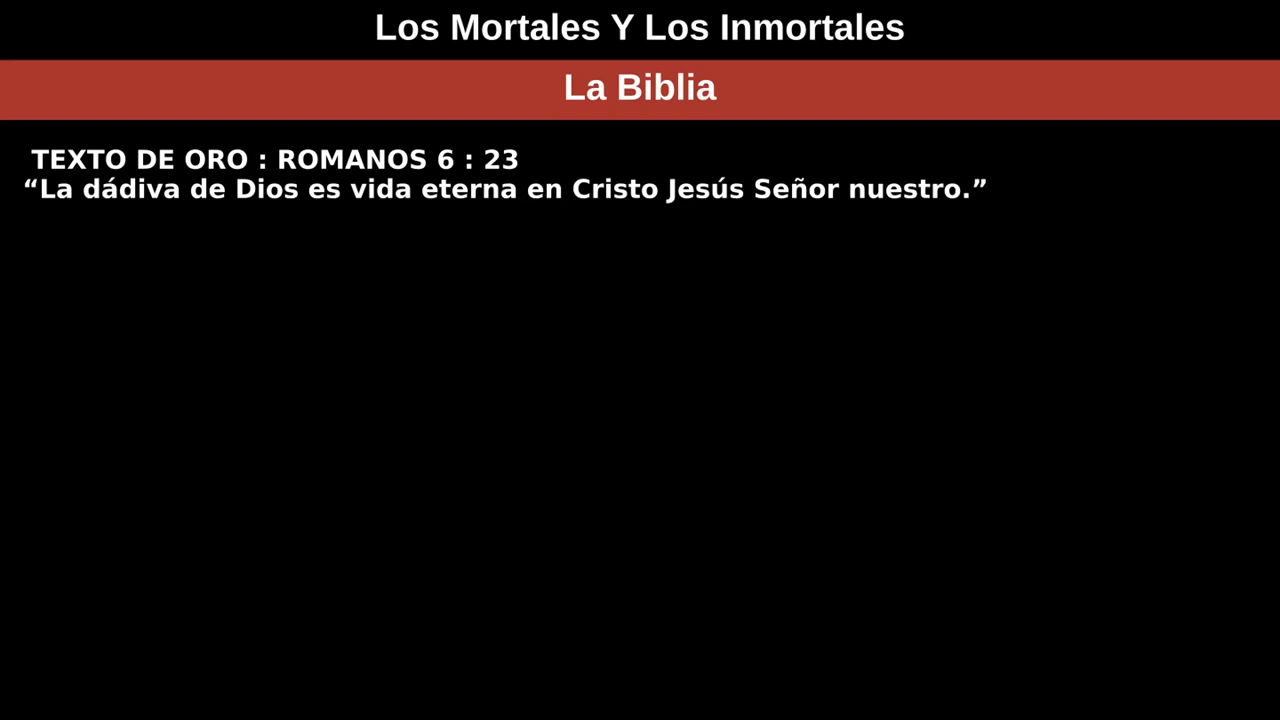 Los Mortales Y Los Inmortales
La Biblia
TEXTO DE ORO : ROMANOS 6 : 23
“La dádiva de Dios es vida eterna en Cristo Jesús Señor nuestro.”